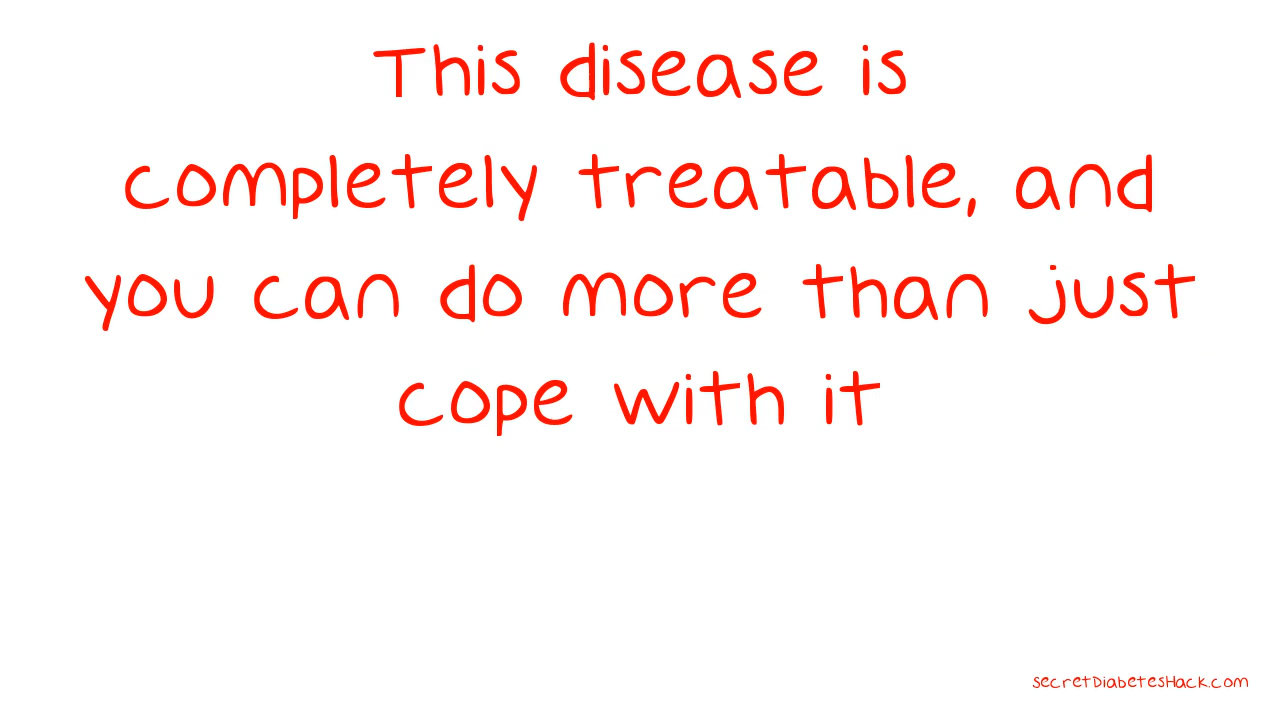 This disease is
completely treatable, and
you can do more than just
cope with it
secretDiabetesHack.com